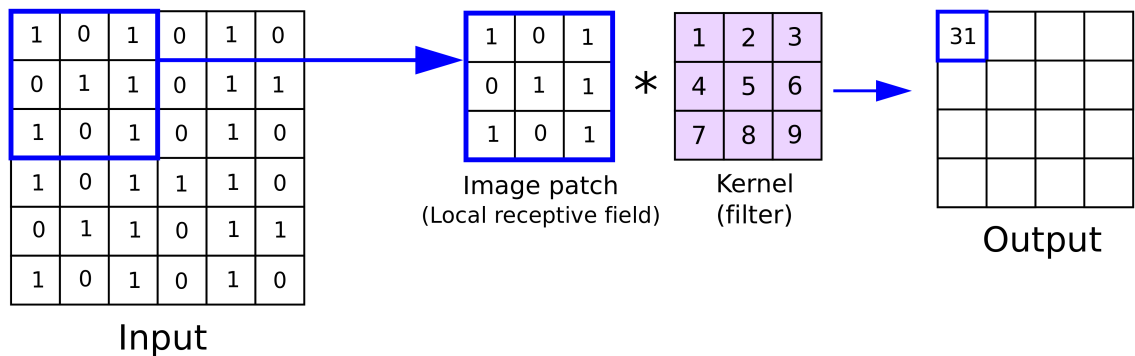 1 0 1 0 1 0
0 1 1 0 1 1
1 0 1 0 1 0
1 0 1 1 1 0
0 1 1 0 1 1
1 0 1 0 1 0
Input
1 0 1
0 1 1
1 0 1
Image patch
(Local receptive field)
*
1 2 3
4 5 6
7 8 9
Kernel
(filter)
31
Output